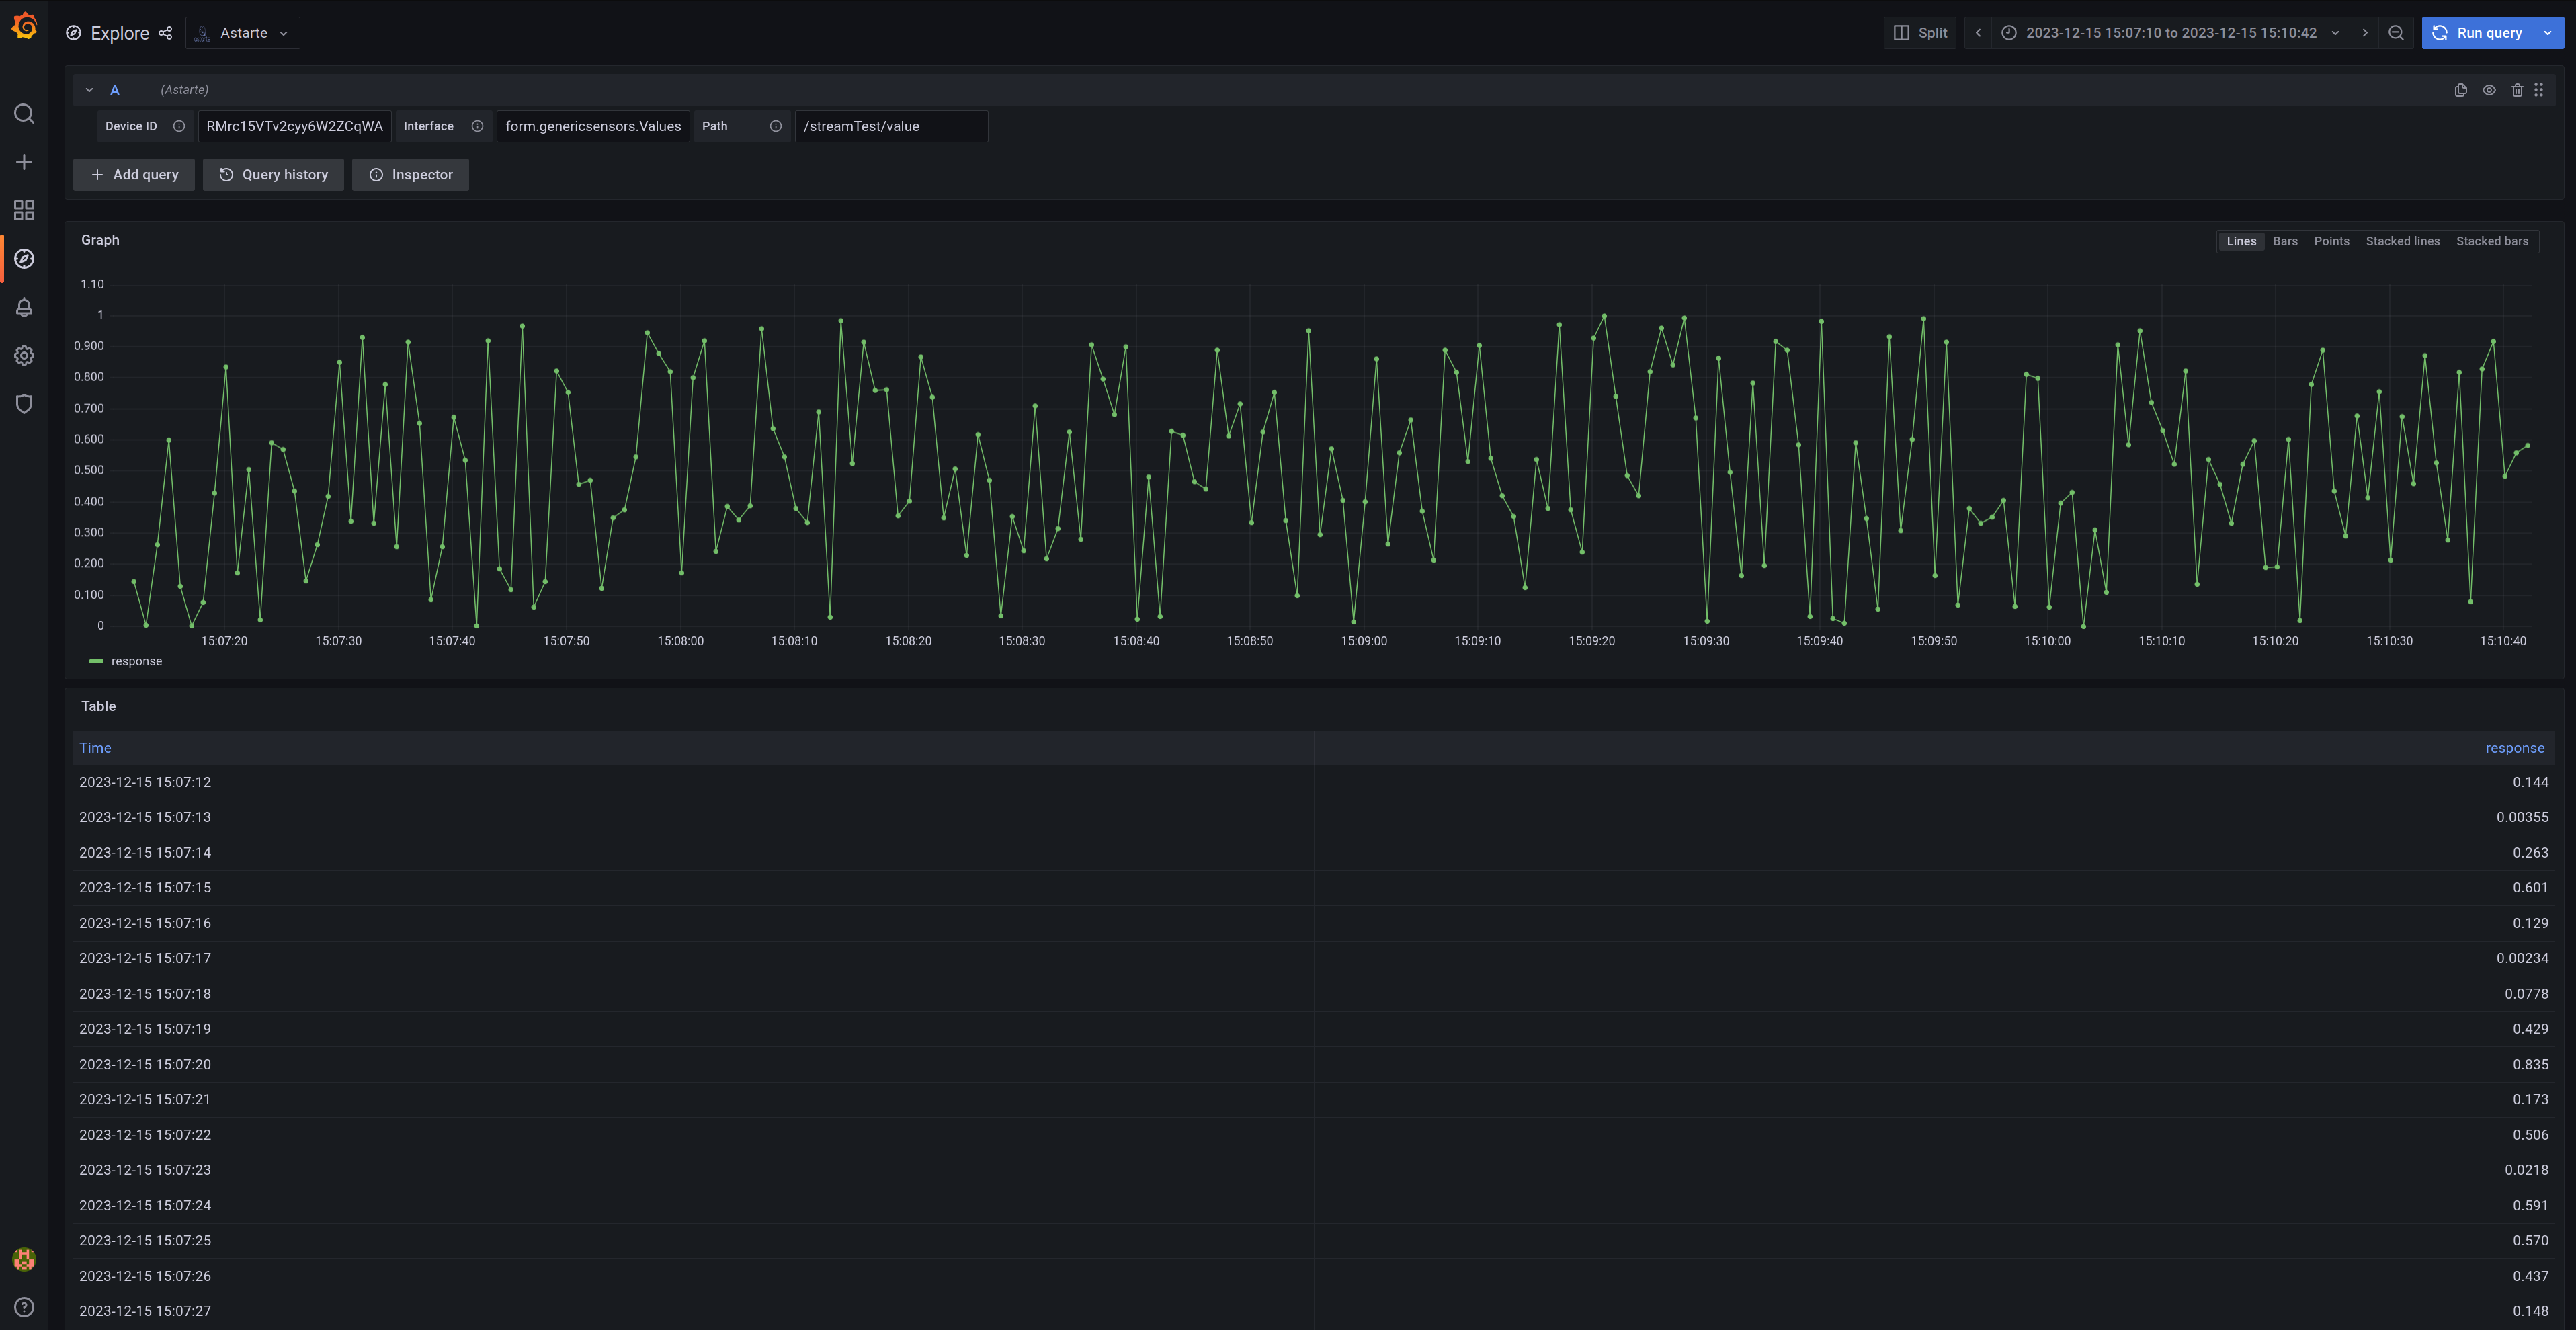 Explore Astarte Split 2023-12-15 15:07:10 to 2023-12-15 15:10:42 Run query
A (Astarte)
Device ID RMrc15VTv2cyy6W2ZCqWA Interface form.genericsensors.Values Path /streamTest/value
Add query Query history Inspector
Graph Lines Bars Points Stacked lines Stacked bars
1.10
1
0.900
0.800
0.700
0.600
0.500
0.400
0.300
0.200
0.100
0
15:07:20 15:07:30 15:07:40 15:07:50 15:08:00 15:08:10 15:08:20 15:08:30 15:08:40 15:08:50 15:09:00 15:09:10 15:09:20 15:09:30 15:09:40 15:09:50 15:10:00 15:10:10 15:10:20 15:10:30 15:10:40
response
Table
Time response
2023-12-15 15:07:12 0.144
2023-12-15 15:07:13 0.00355
2023-12-15 15:07:14 0.263
2023-12-15 15:07:15 0.601
2023-12-15 15:07:16 0.129
2023-12-15 15:07:17 0.00234
2023-12-15 15:07:18 0.0778
2023-12-15 15:07:19 0.429
2023-12-15 15:07:20 0.835
2023-12-15 15:07:21 0.173
2023-12-15 15:07:22 0.506
2023-12-15 15:07:23 0.0218
2023-12-15 15:07:24 0.591
2023-12-15 15:07:25 0.570
2023-12-15 15:07:26 0.437
2023-12-15 15:07:27 0.148